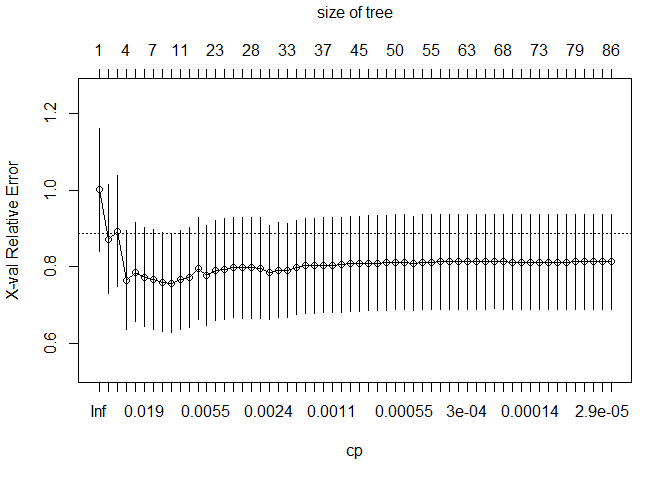 size of tree
1 4 7 11 23 28 33 37 45 50 55 63 68 73 79 86
X-val Relative Error
1.2
1.0
0.8
0.6
Inf 0.019 0.0055 0.0024 0.0011 0.00055 3e-04 0.00014 2.9e-05
cp